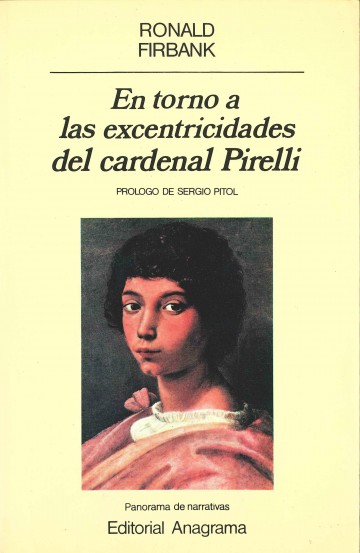 RONALD
FIRBANK
En torno a
las excentricidades
del cardenal Pirelli
PROLOGO DE SERGIO PITOL
Panorama de narrativas
Editorial Anagrama